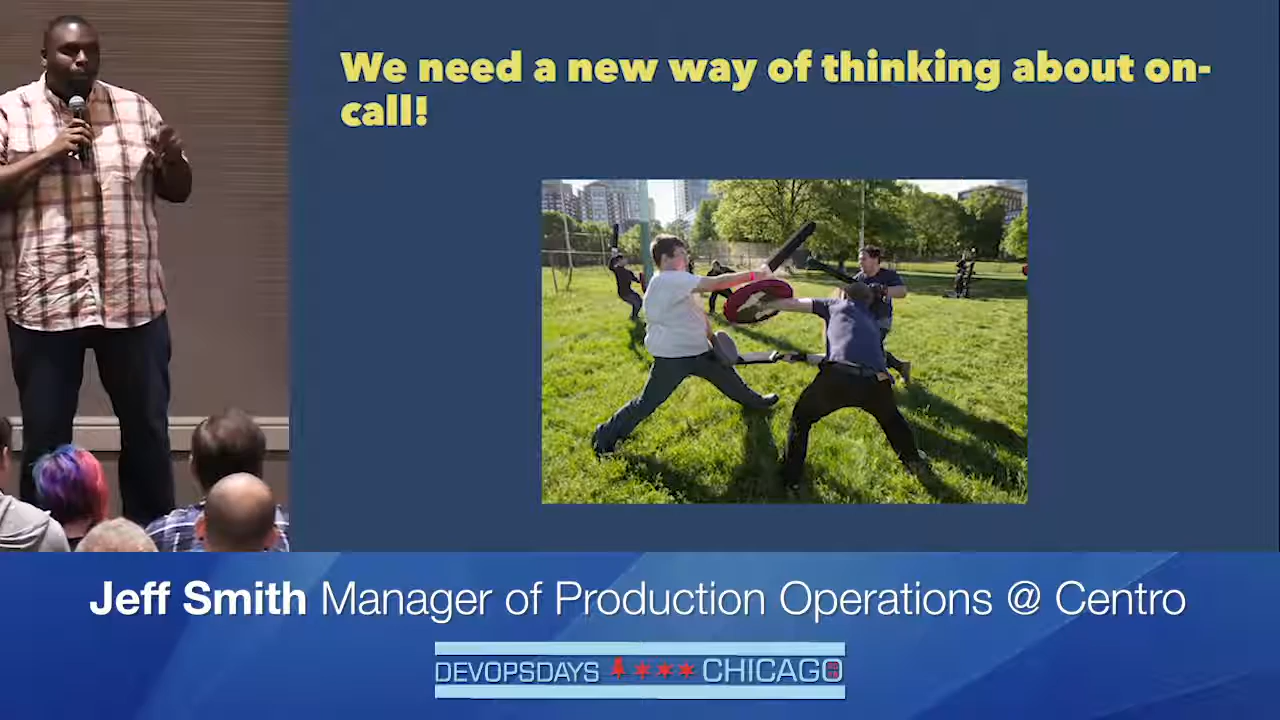 We need a new way of thinking about on-
call!
Jeff Smith Manager of Production Operations @ Centro
DEVOPSDAYS CHICAGO